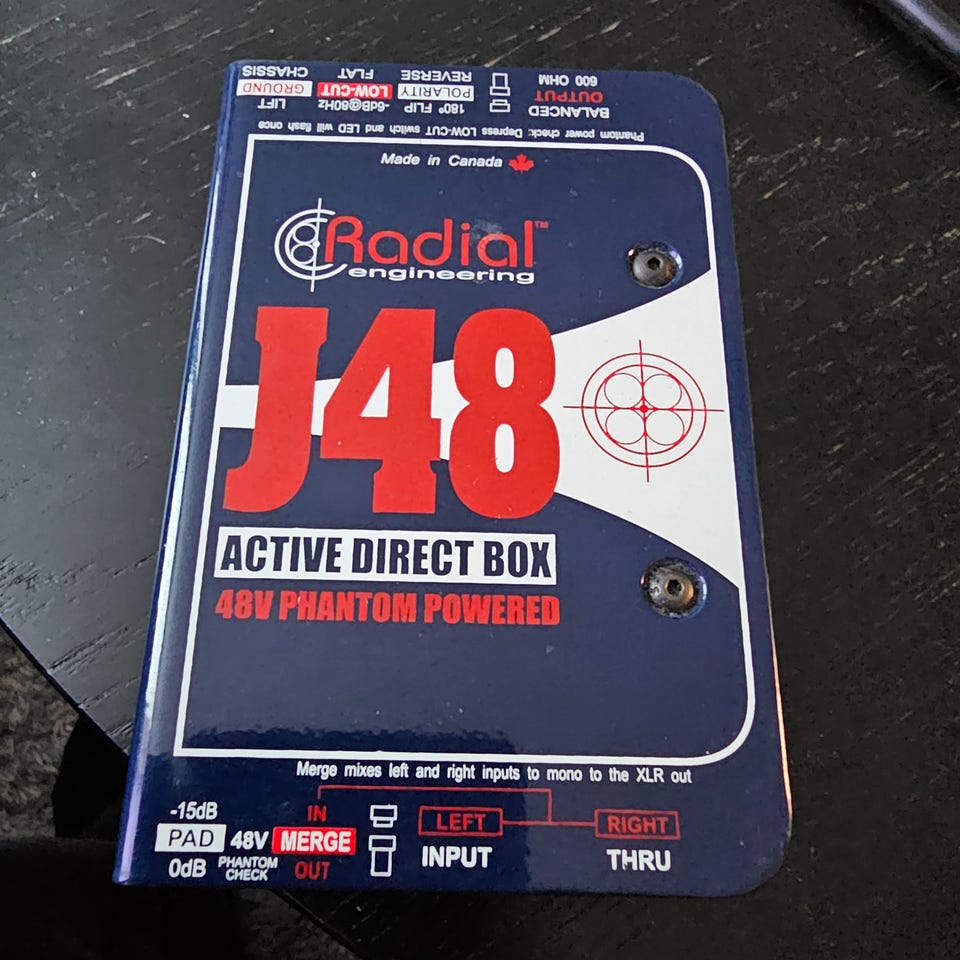 CHASSIS FLAT REVERSE 600 OHM
GROUND LOW-CUT POLARITY OUTPUT
LIFT -6dB@80Hz 180° FLIP BALANCED
Phantom power check: Depress LOW-CUT switch and LED will flash once
Made in Canada
Radial™
engineering
J48
ACTIVE DIRECT BOX
48V PHANTOM POWERED
Merge mixes left and right inputs to mono to the XLR out
-15dB IN
PAD 48V MERGE LEFT RIGHT
0dB PHANTOM CHECK OUT INPUT THRU